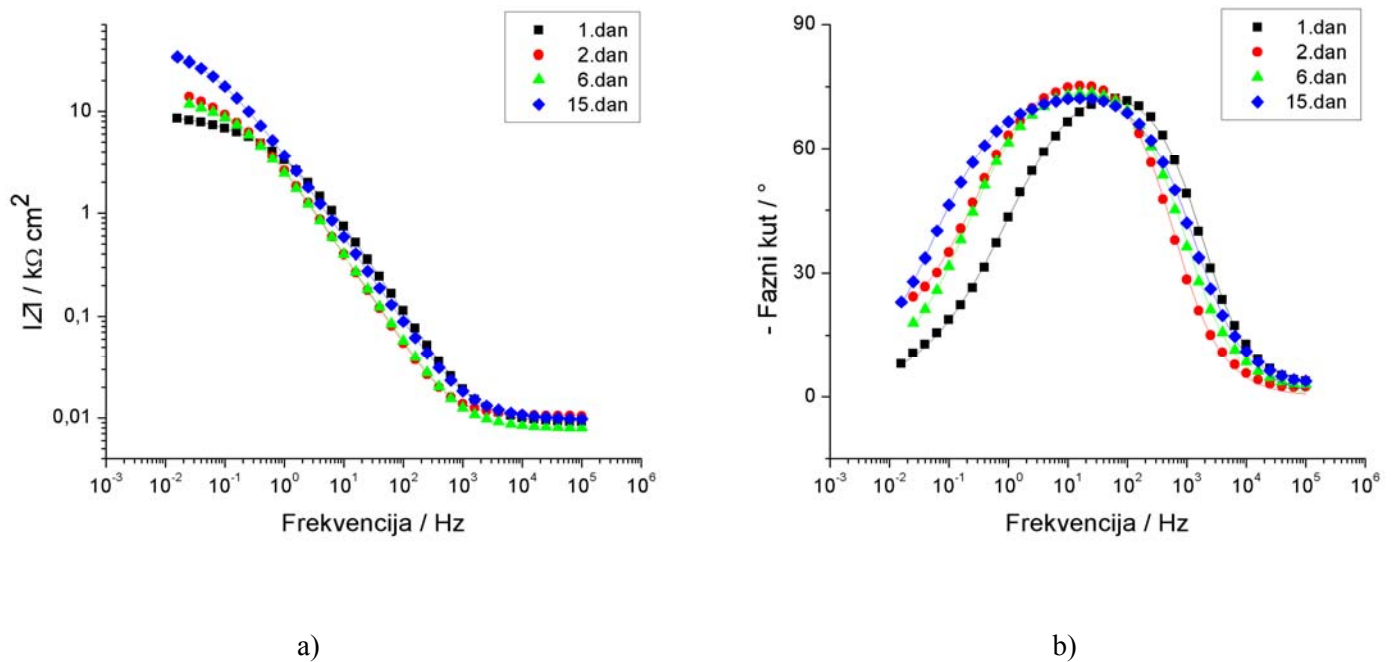 1.dan
2.dan
6.dan
15.dan
10
1
0,1
0,01
|Z| / kΩ cm²
10⁻³ 10⁻² 10⁻¹ 10⁰ 10¹ 10² 10³ 10⁴ 10⁵ 10⁶
Frekvencija / Hz
a)
1.dan
2.dan
6.dan
15.dan
90
60
30
0
- Fazni kut / °
10⁻³ 10⁻² 10⁻¹ 10⁰ 10¹ 10² 10³ 10⁴ 10⁵ 10⁶
Frekvencija / Hz
b)